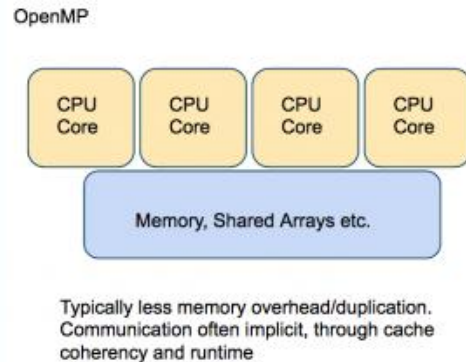 OpenMP
CPU Core
CPU Core
CPU Core
CPU Core
Memory, Shared Arrays etc.
Typically less memory overhead/duplication.
Communication often implicit, through cache
coherency and runtime